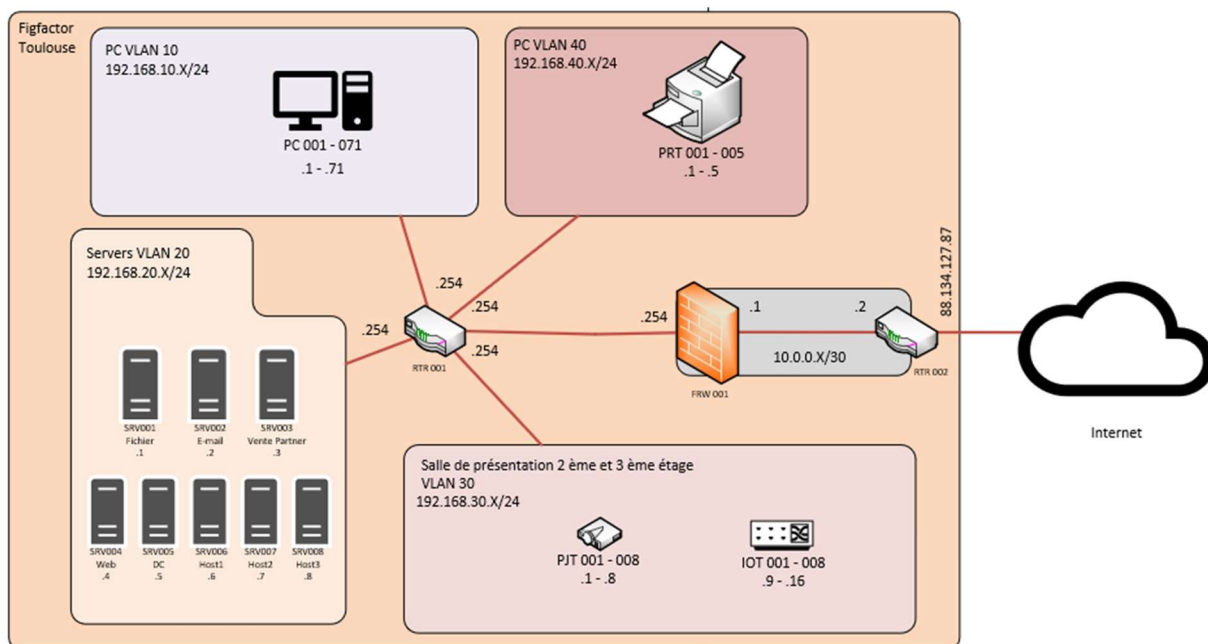 Figfactor
Toulouse
PC VLAN 10
192.168.10.X/24
PC 001 - 071
.1 - .71
PC VLAN 40
192.168.40.X/24
PRT 001 - 005
.1 - .5
Servers VLAN 20
192.168.20.X/24
SRV001
Fichier
.1
SRV002
E-mail
.2
SRV003
Vente Partner
.3
SRV004
Web
.4
SRV005
DC
.5
SRV006
Host1
.6
SRV007
Host2
.7
SRV008
Host3
.8
.254
.254
.254
.254
RTR 001
.254
FRW 001
.1
.2
10.0.0.X/30
RTR 002
88.134.127.87
Internet
Salle de présentation 2 ème et 3 ème étage
VLAN 30
192.168.30.X/24
PJT 001 - 008
.1 - .8
IOT 001 - 008
.9 - .16